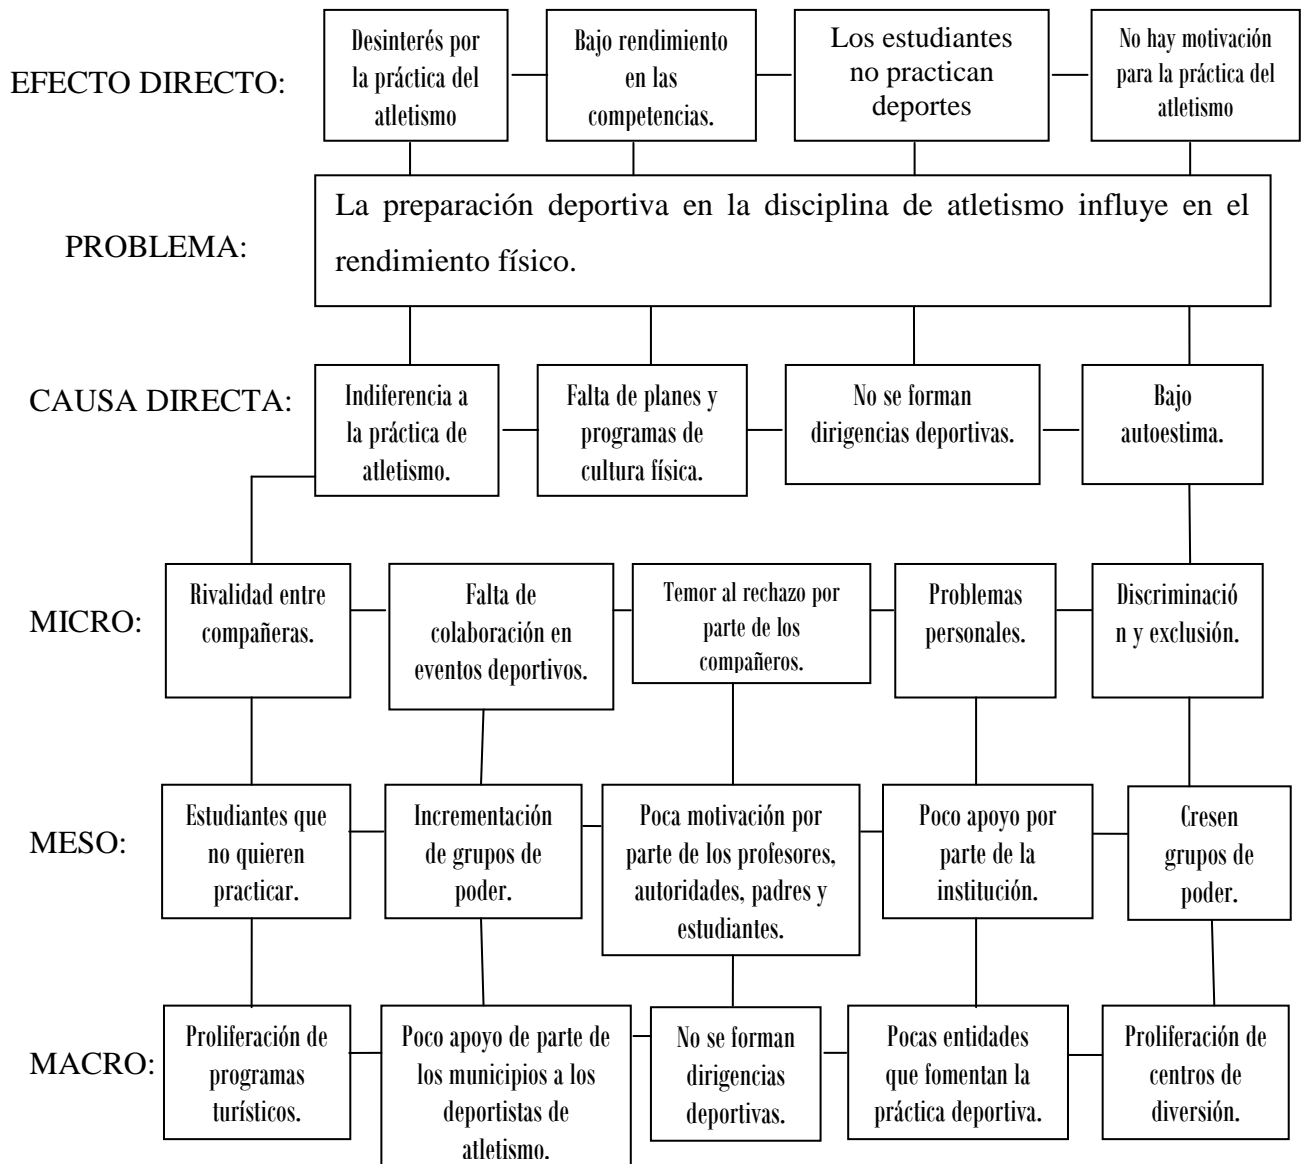 EFECTO DIRECTO:
Desinterés por
la práctica del
atletismo
Bajo rendimiento
en las
competencias.
Los estudiantes
no practican
deportes
No hay motivación
para la práctica del
atletismo
PROBLEMA:
La preparación deportiva en la disciplina de atletismo influye en el
rendimiento físico.
CAUSA DIRECTA:
Indiferencia a
la práctica de
atletismo.
Falta de planes y
programas de
cultura física.
No se forman
dirigencias deportivas.
Bajo
autoestima.
MICRO:
Rivalidad entre
compañeras.
Falta de
colaboración en
eventos deportivos.
Temor al rechazo por
parte de los
compañeros.
Problemas
personales.
Discriminació
n y exclusión.
MESO:
Estudiantes que
no quieren
practicar.
Incrementación
de grupos de
poder.
Poca motivación por
parte de los profesores,
autoridades, padres y
estudiantes.
Poco apoyo por
parte de la
institución.
Cresen
grupos de
poder.
MACRO:
Proliferación de
programas
turísticos.
Poco apoyo de parte de
los municipios a los
deportistas de
atletismo.
No se forman
dirigencias
deportivas.
Pocas entidades
que fomentan la
práctica deportiva.
Proliferación de
centros de
diversión.